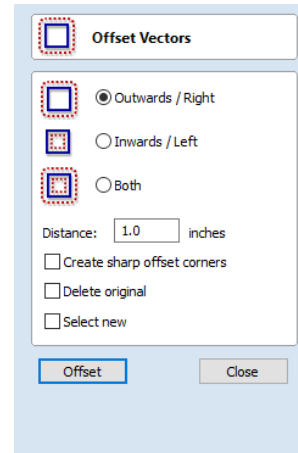 Offset Vectors
Outwards / Right
Inwards / Left
Both
Distance: 1.0 inches
Create sharp offset corners
Delete original
Select new
Offset Close